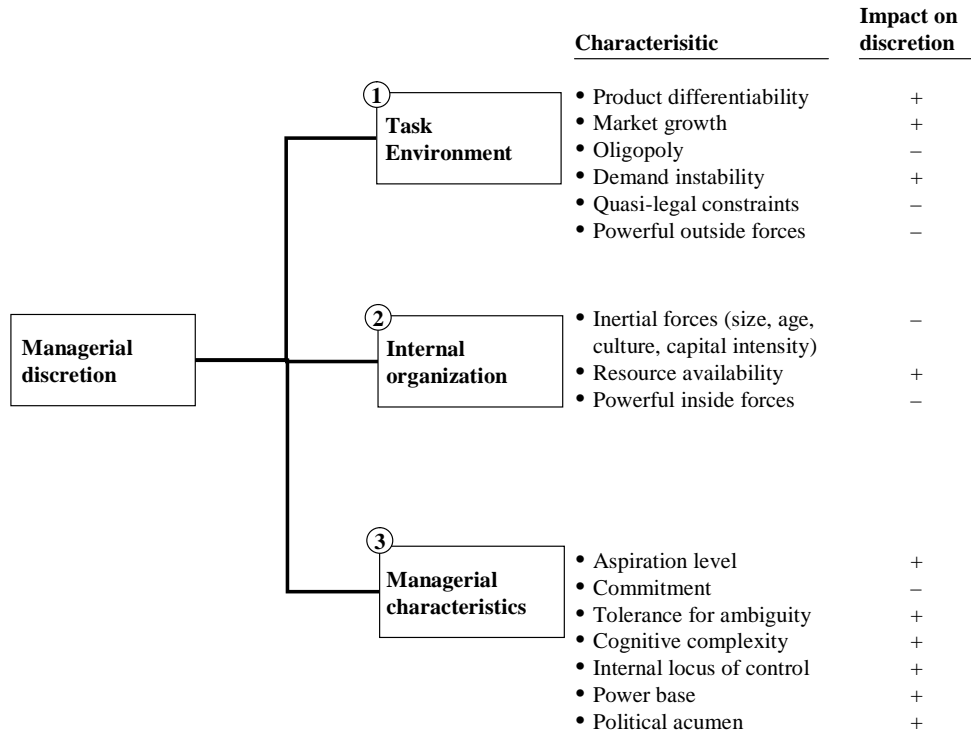 Characterisitic
Impact on
discretion
1
Task
Environment
• Product differentiability +
• Market growth +
• Oligopoly –
• Demand instability +
• Quasi-legal constraints –
• Powerful outside forces –
Managerial
discretion
2
Internal
organization
• Inertial forces (size, age, –
culture, capital intensity)
• Resource availability +
• Powerful inside forces –
3
Managerial
characteristics
• Aspiration level +
• Commitment –
• Tolerance for ambiguity +
• Cognitive complexity +
• Internal locus of control +
• Power base +
• Political acumen +